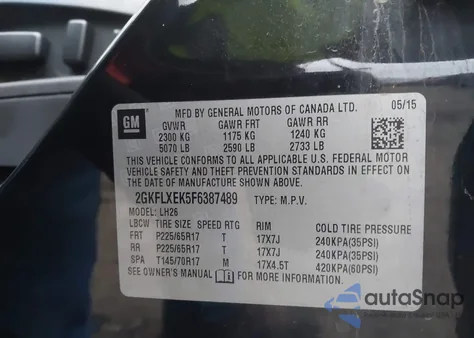 GM
MFD BY GENERAL MOTORS OF CANADA LTD. 05/15
GVWR GAWR FRT GAWR RR
2300 KG 1175 KG 1240 KG
5070 LB 2590 LB 2733 LB
THIS VEHICLE CONFORMS TO ALL APPLICABLE U.S. FEDERAL MOTOR
VEHICLE SAFETY AND THEFT PREVENTION STANDARDS IN EFFECT ON
THE DATE OF MANUFACTURE SHOWN ABOVE.
2GKFLXEK5F6387489 TYPE: M.P.V.
MODEL: LH26
LBCW TIRE SIZE SPEED RTG RIM COLD TIRE PRESSURE
FRT P225/65R17 T 17X7J 240KPA(35PSI)
RR P225/65R17 T 17X7J 240KPA(35PSI)
SPA T145/70R17 M 17X4.5T 420KPA(60PSI)
SEE OWNER'S MANUAL FOR MORE INFORMATION.
autoSnap